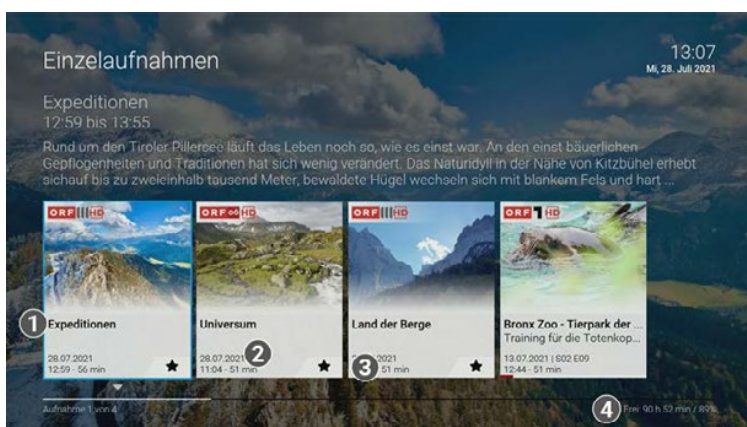 Einzelaufnahmen
13:07
Mi, 28. Juli 2021
Expeditionen
12:59 bis 13:55
Rund um den Tiroler Pillersee läuft das Leben noch so, wie es einst war. An den einst bäuerlichen
Gepflogenheiten und Traditionen hat sich wenig verändert. Das Naturidyll in der Nähe von Kitzbühel erhebt
sichauf bis zu zweieinhalb tausend Meter, bewaldete Hügel wechseln sich mit blankem Fels und hart ...
ORF III HD
ORF oö HD
ORF III HD
ORF 1 HD
1 Expeditionen
Universum
Land der Berge
Bronx Zoo - Tierpark der ...
Training für die Totenkop...
28.07.2021
12:59 - 56 min
28.07.2021 2
11:04 - 51 min
2021
3 51 min
13.07.2021 | S02 E09
12:44 - 51 min
Aufnahme 1 von 4
4 Frei: 90 h 52 min / 89%